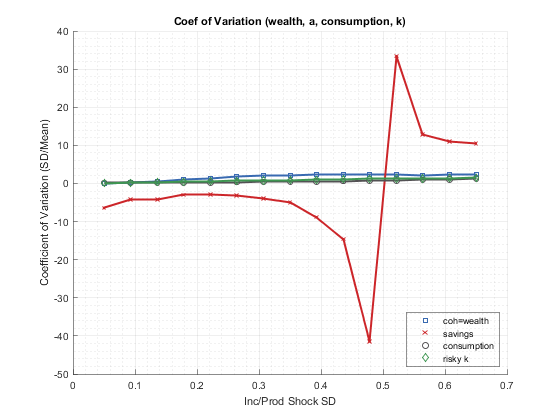 Coef of Variation (wealth, a, consumption, k)
Coefficient of Variation (SD/Mean)
40
30
20
10
0
-10
-20
-30
-40
-50
0
0.1
0.2
0.3
0.4
0.5
0.6
0.7
Inc/Prod Shock SD
coh=wealth
savings
consumption
risky k